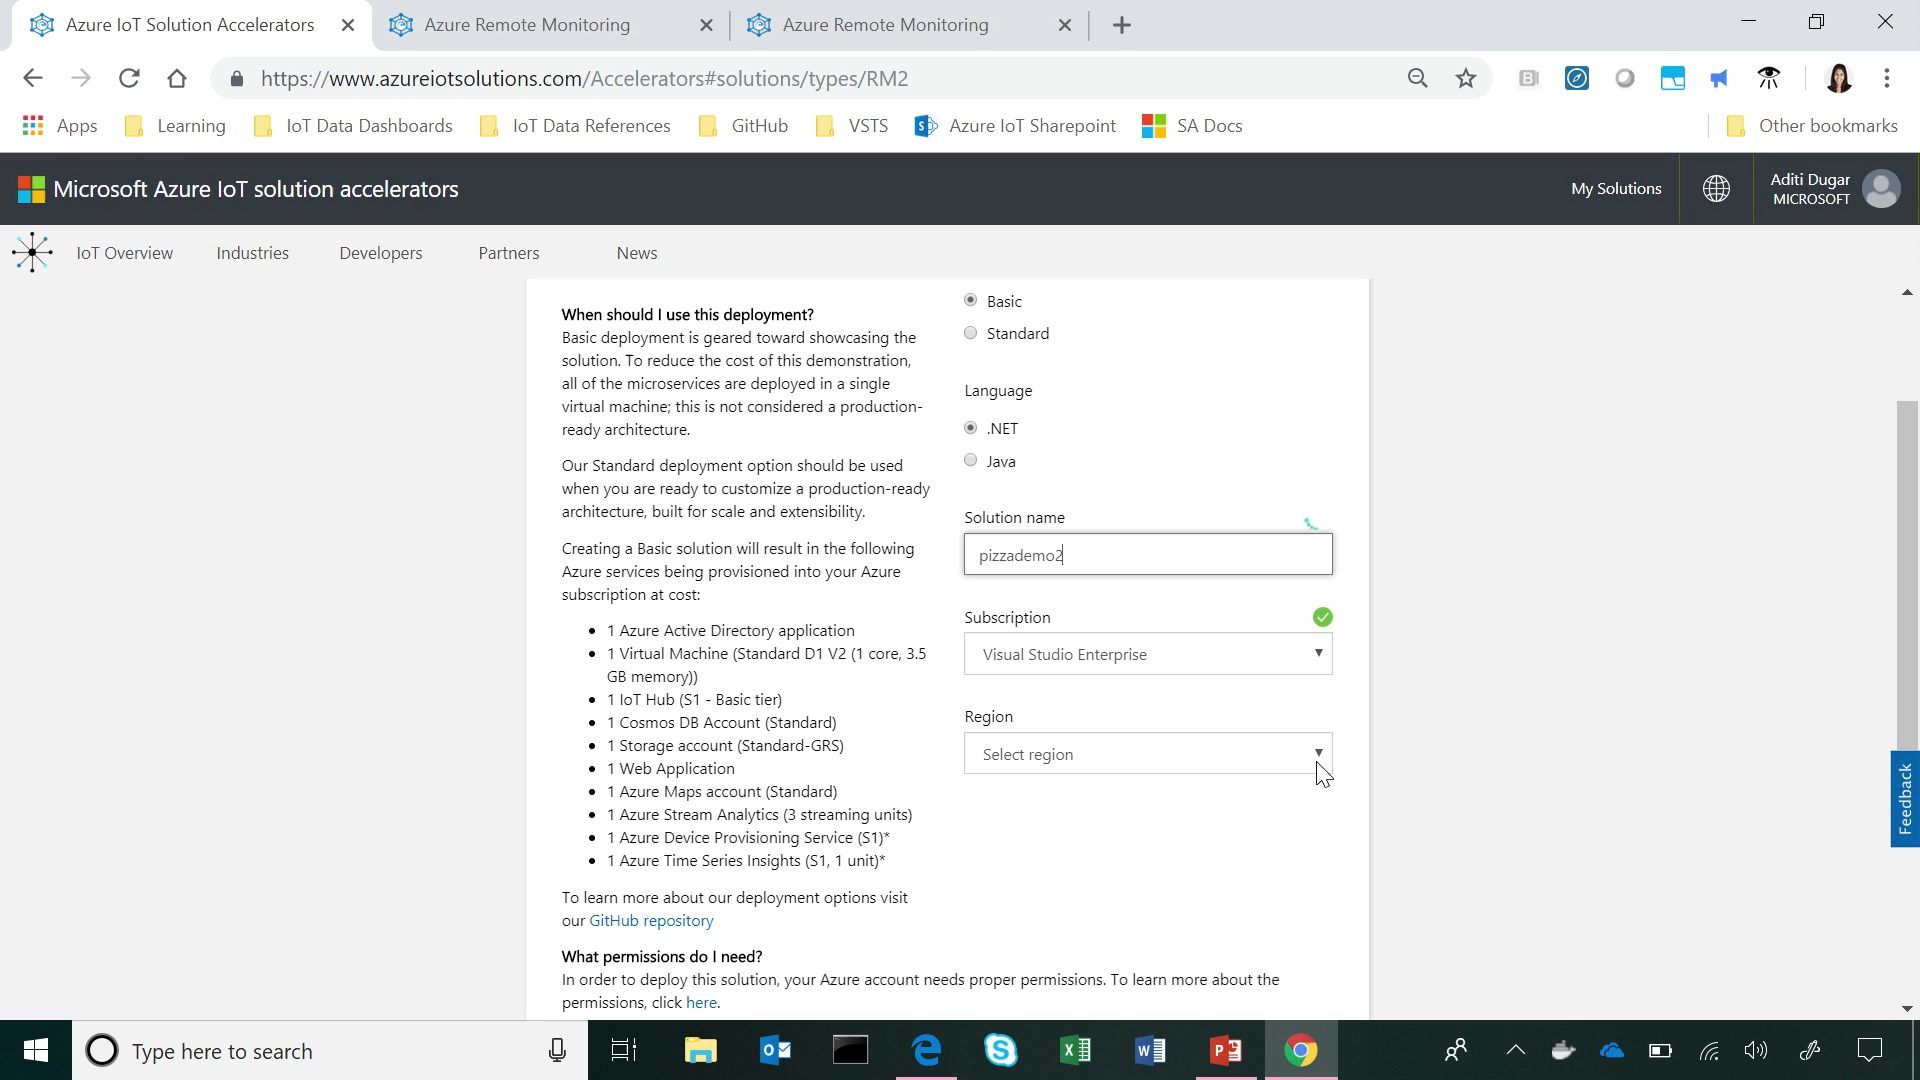 Azure IoT Solution Accelerators
Azure Remote Monitoring
Azure Remote Monitoring
https://www.azureiotsolutions.com/Accelerators#solutions/types/RM2
Apps
Learning
IoT Data Dashboards
IoT Data References
GitHub
VSTS
Azure IoT Sharepoint
SA Docs
Other bookmarks
Microsoft Azure IoT solution accelerators
My Solutions
Aditi Dugar
MICROSOFT
IoT Overview
Industries
Developers
Partners
News
When should I use this deployment?
Basic deployment is geared toward showcasing the
solution. To reduce the cost of this demonstration,
all of the microservices are deployed in a single
virtual machine; this is not considered a production-
ready architecture.
Our Standard deployment option should be used
when you are ready to customize a production-ready
architecture, built for scale and extensibility.
Creating a Basic solution will result in the following
Azure services being provisioned into your Azure
subscription at cost:
• 1 Azure Active Directory application
• 1 Virtual Machine (Standard D1 V2 (1 core, 3.5
GB memory))
• 1 IoT Hub (S1 - Basic tier)
• 1 Cosmos DB Account (Standard)
• 1 Storage account (Standard-GRS)
• 1 Web Application
• 1 Azure Maps account (Standard)
• 1 Azure Stream Analytics (3 streaming units)
• 1 Azure Device Provisioning Service (S1)*
• 1 Azure Time Series Insights (S1, 1 unit)*
To learn more about our deployment options visit
our GitHub repository
Basic
Standard
Language
.NET
Java
Solution name
pizzademo2
Subscription
Visual Studio Enterprise
Region
Select region
What permissions do I need?
In order to deploy this solution, your Azure account needs proper permissions. To learn more about the
permissions, click here.
Feedback
Type here to search